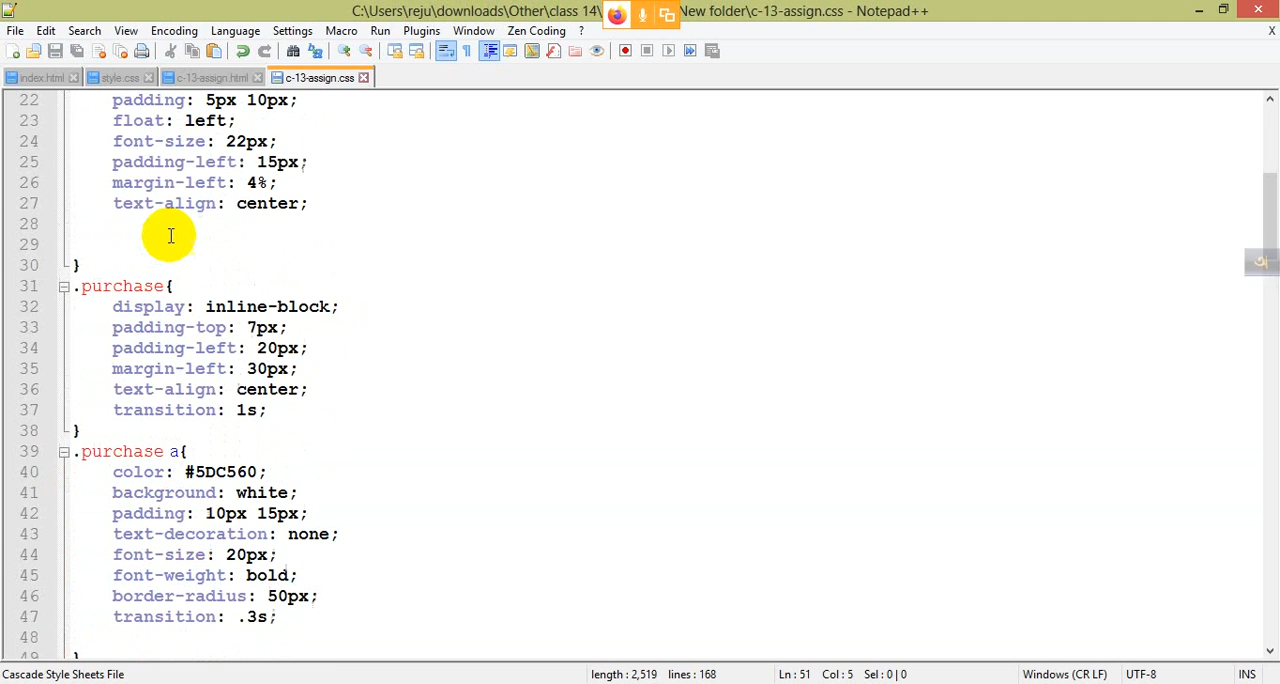 C:\Users\reju\downloads\Other\class 14\ New folder\c-13-assign.css - Notepad++
File Edit Search View Encoding Language Settings Macro Run Plugins Window Zen Coding ? X
index.html style.css c-13-assign.html c-13-assign.css
22 padding: 5px 10px;
23 float: left;
24 font-size: 22px;
25 padding-left: 15px;
26 margin-left: 4%;
27 text-align: center;
28
29
30 }
31 .purchase{
32 display: inline-block;
33 padding-top: 7px;
34 padding-left: 20px;
35 margin-left: 30px;
36 text-align: center;
37 transition: 1s;
38 }
39 .purchase a{
40 color: #5DC560;
41 background: white;
42 padding: 10px 15px;
43 text-decoration: none;
44 font-size: 20px;
45 font-weight: bold;
46 border-radius: 50px;
47 transition: .3s;
48
49 }
অ
Cascade Style Sheets File length : 2,519 lines : 168 Ln : 51 Col : 5 Sel : 0 | 0 Windows (CR LF) UTF-8 INS